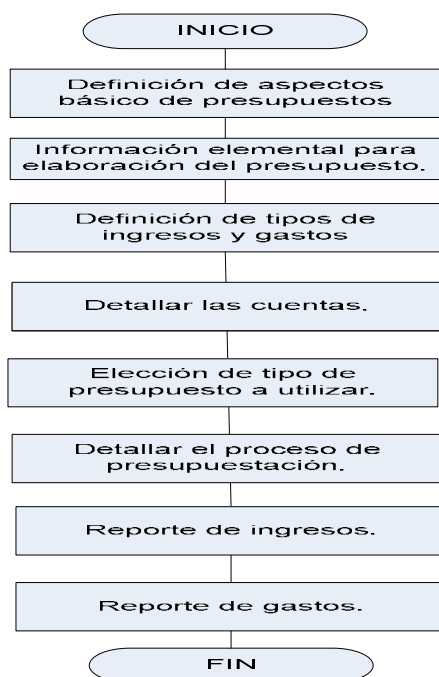 INICIO
Definición de aspectos
básico de presupuestos
Información elemental para
elaboración del presupuesto.
Definición de tipos de
ingresos y gastos
Detallar las cuentas.
Elección de tipo de
presupuesto a utilizar.
Detallar el proceso de
presupuestación.
Reporte de ingresos.
Reporte de gastos.
FIN